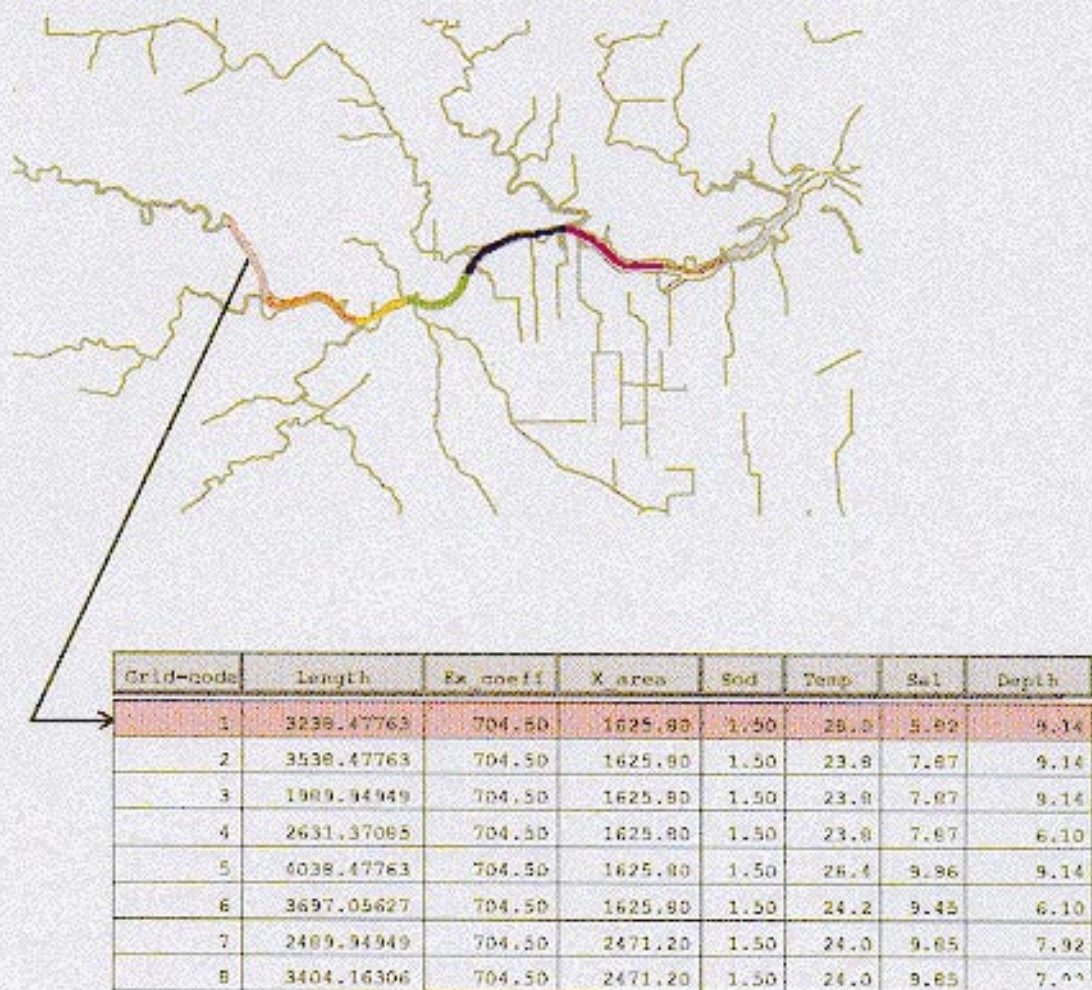 Grid-code Length Ex coeff X area Sod Temp Sal Depth
1 3238.47763 704.50 1625.80 1.50 28.0 5.82 9.14
2 3538.47763 704.50 1625.80 1.50 23.8 7.87 9.14
3 1989.94949 704.50 1625.80 1.50 23.8 7.87 9.14
4 2631.37085 704.50 1625.80 1.50 23.8 7.87 6.10
5 4038.47763 704.50 1625.80 1.50 26.4 9.96 9.14
6 3697.05627 704.50 1625.80 1.50 24.2 9.45 6.10
7 2489.94949 704.50 2471.20 1.50 24.0 9.85 7.92
8 3404.16306 704.50 2471.20 1.50 24.0 9.85